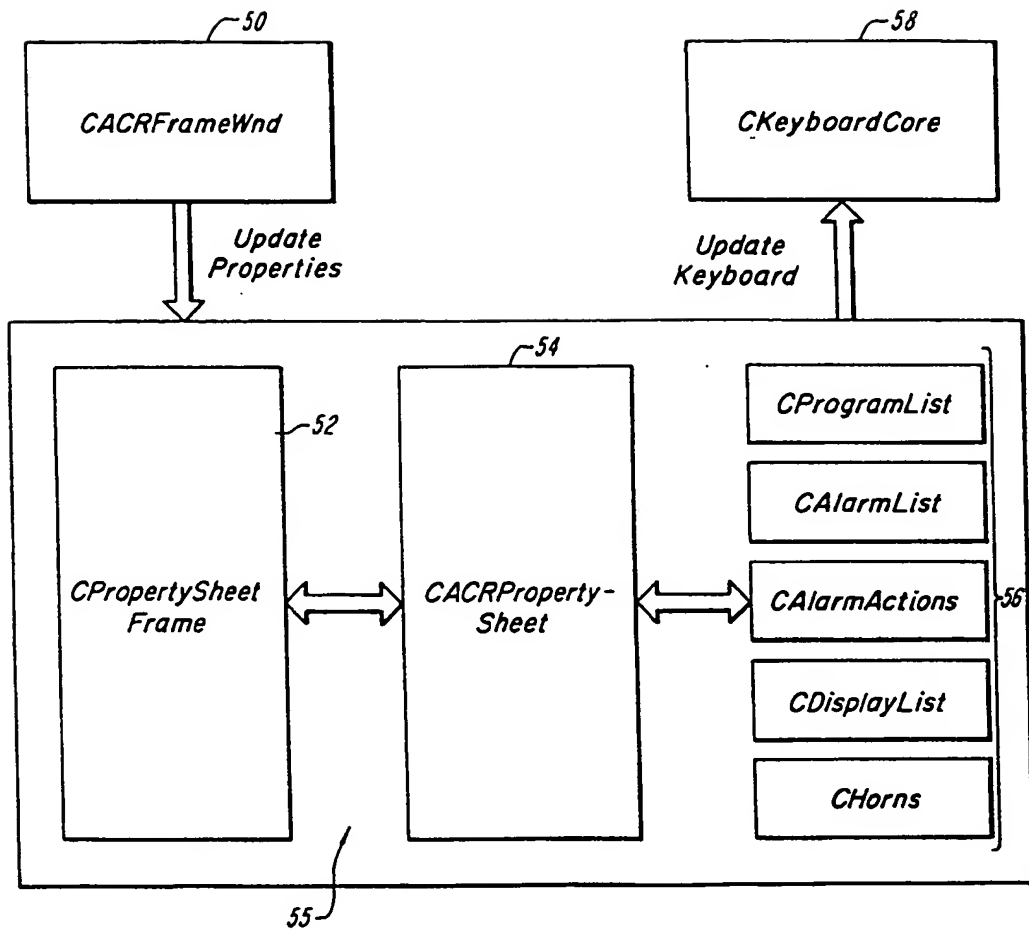 50
58
CACRFrameWnd
CKeyboardCore
Update
Properties
Update
Keyboard
54
52
CPropertySheet
Frame
CACRProperty-
Sheet
CProgramList
CAlarmList
CAlarmActions
CDisplayList
CHorns
56
55